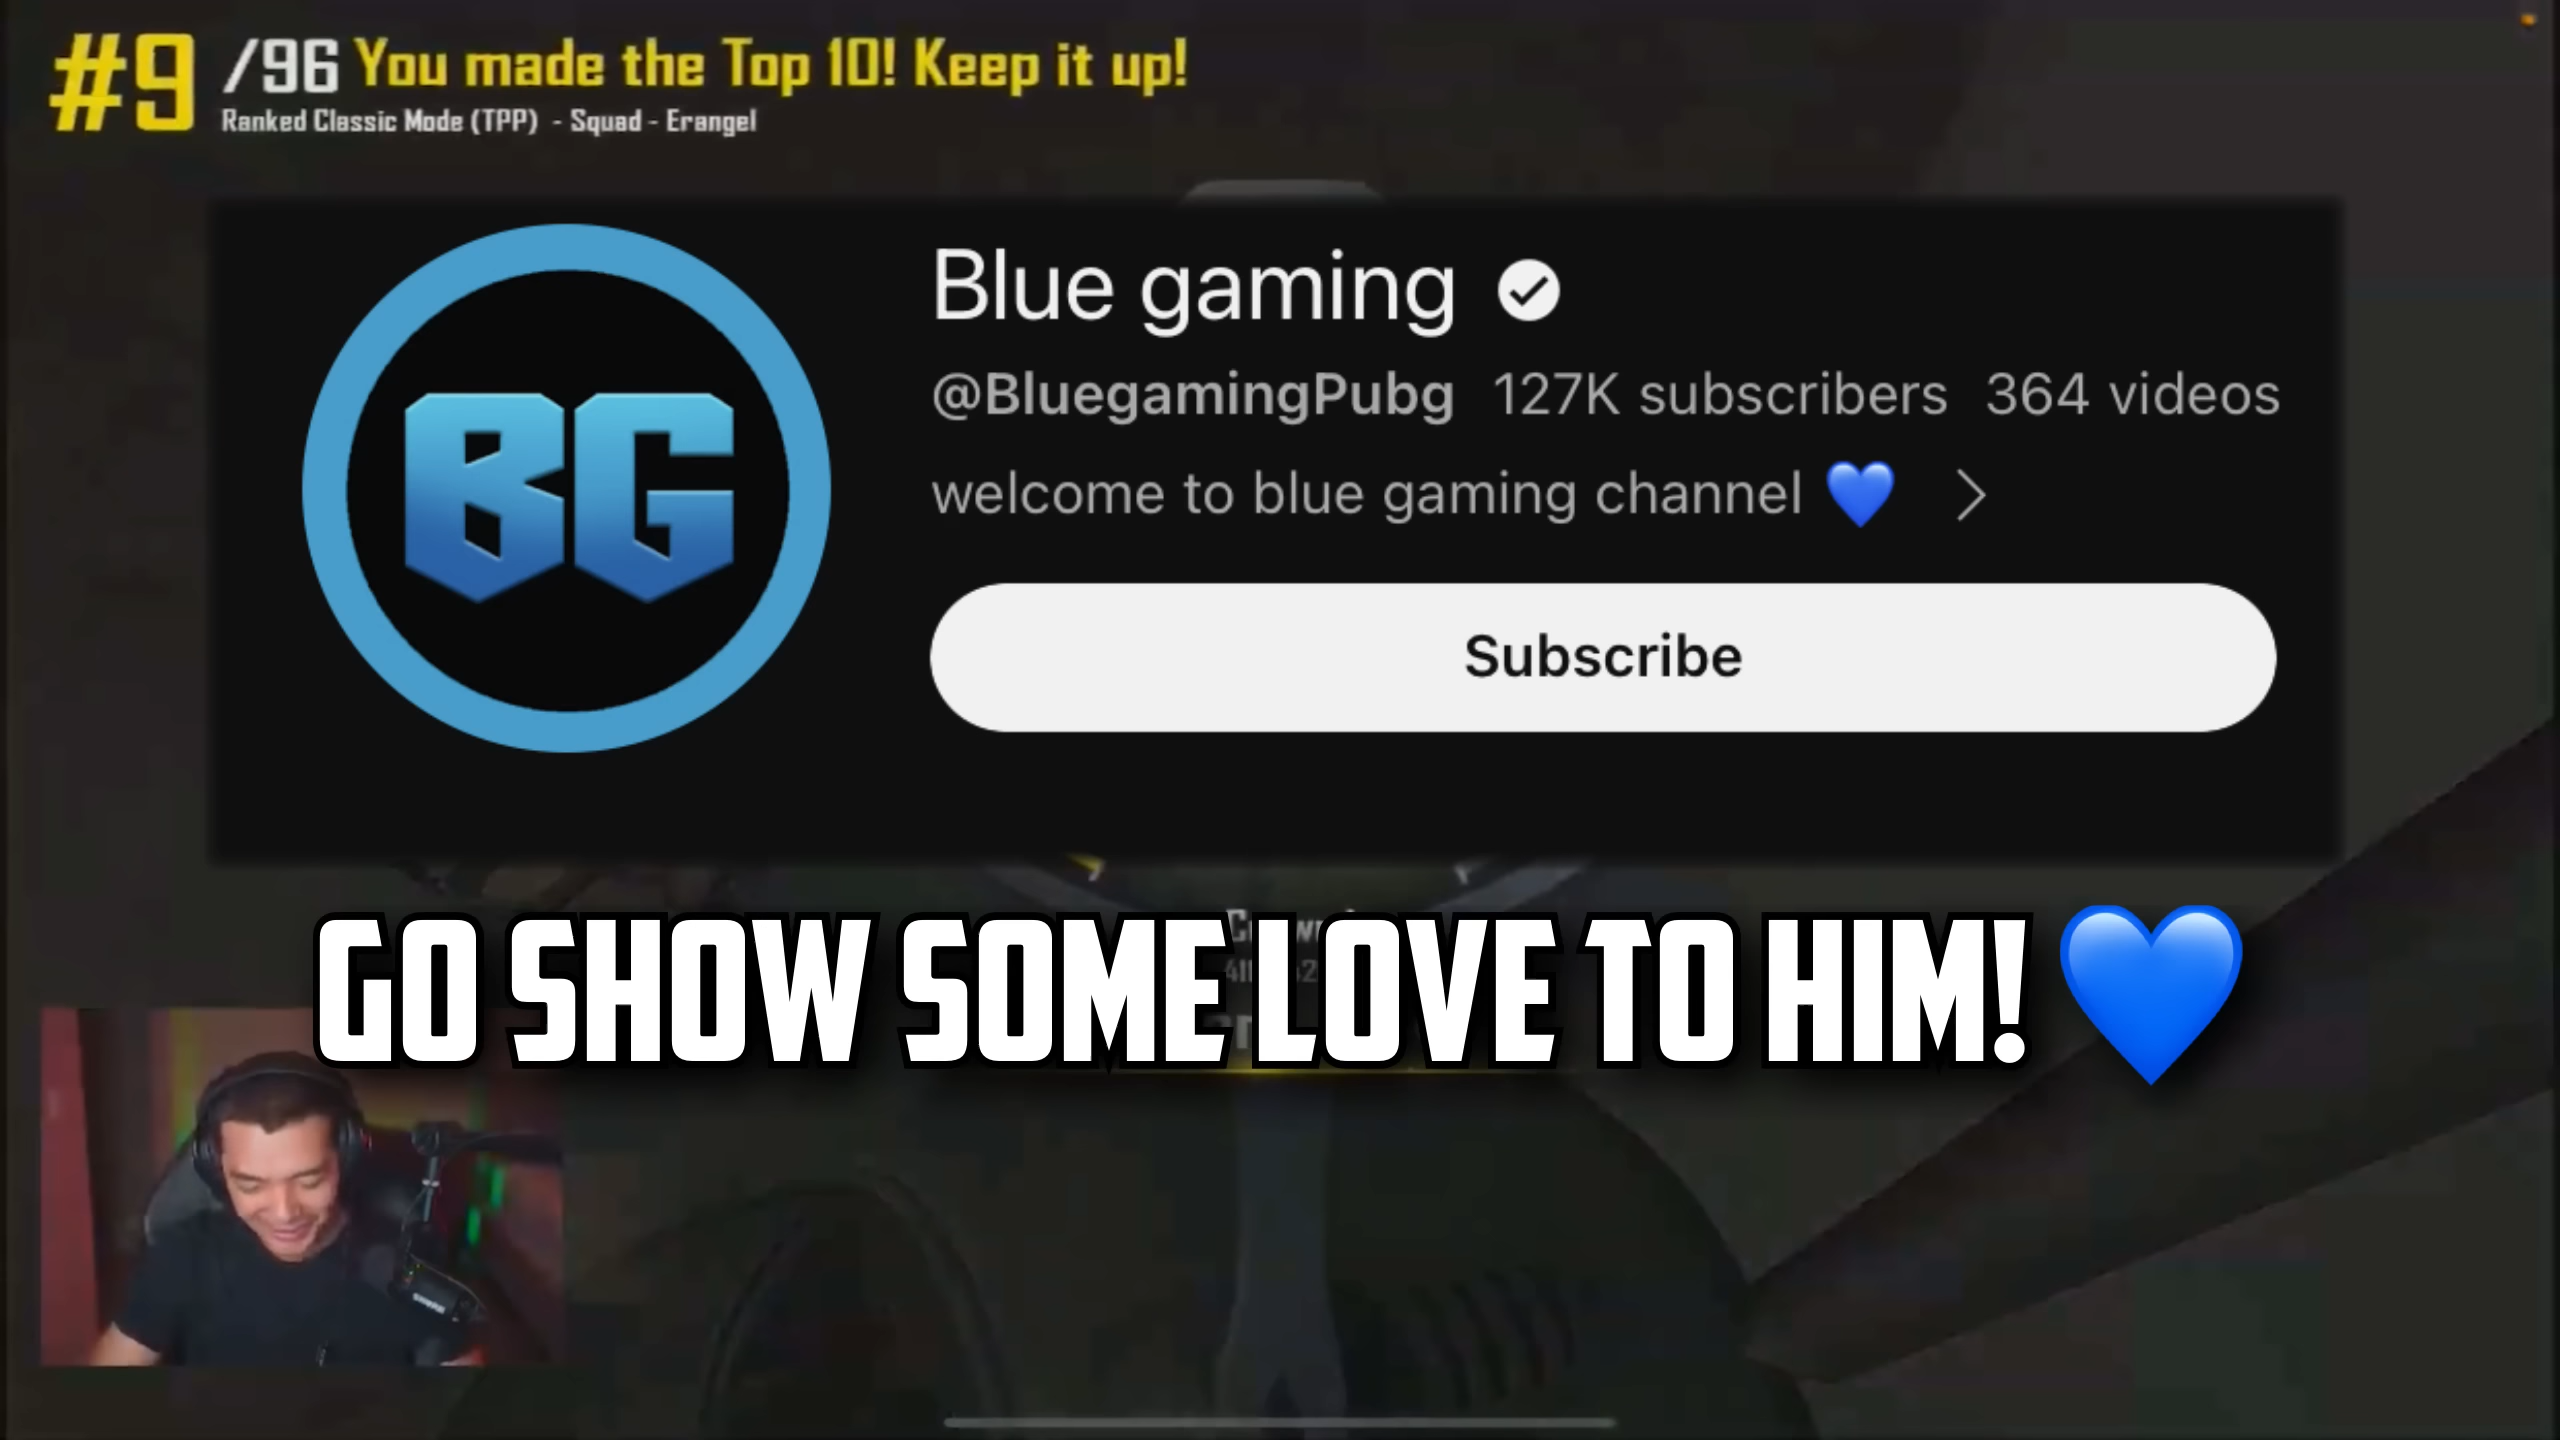 #9 /96 You made the Top 10! Keep it up!
Ranked Classic Mode (TPP) - Squad - Erangel
BG
Blue gaming
@BluegamingPubg 127K subscribers 364 videos
welcome to blue gaming channel 💙 >
Subscribe
GO SHOW SOME LOVE TO HIM! 💙